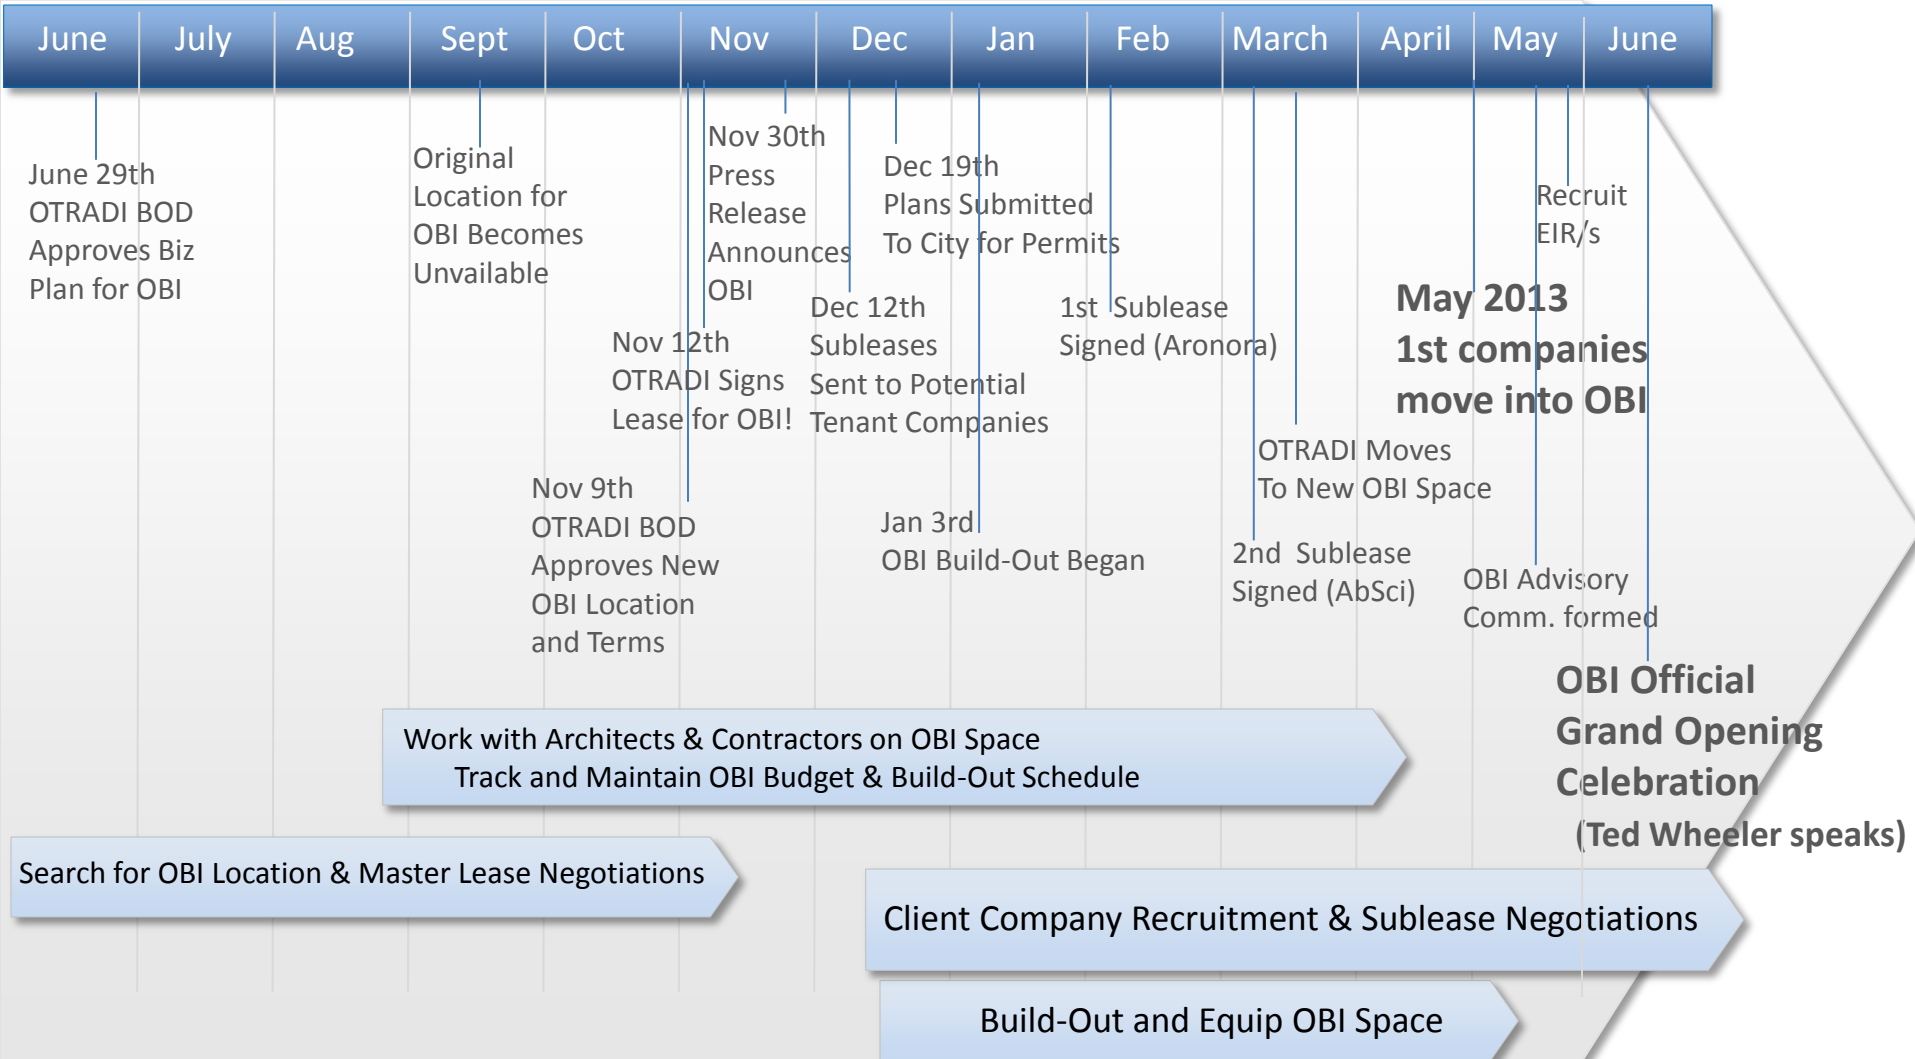 June July Aug Sept Oct Nov Dec Jan Feb March April May June
June 29th
OTRADI BOD
Approves Biz
Plan for OBI
Original
Location for
OBI Becomes
Unvailable
Nov 9th
OTRADI BOD
Approves New
OBI Location
and Terms
Nov 12th
OTRADI Signs
Lease for OBI!
Nov 30th
Press
Release
Announces
OBI
Dec 12th
Subleases
Sent to Potential
Tenant Companies
Dec 19th
Plans Submitted
To City for Permits
Jan 3rd
OBI Build-Out Began
1st Sublease
Signed (Aronora)
2nd Sublease
Signed (AbSci)
OTRADI Moves
To New OBI Space
May 2013
1st companies
move into OBI
OBI Advisory
Comm. formed
Recruit
EIR/s
OBI Official
Grand Opening
Celebration
(Ted Wheeler speaks)
Work with Architects & Contractors on OBI Space
Track and Maintain OBI Budget & Build-Out Schedule
Search for OBI Location & Master Lease Negotiations
Client Company Recruitment & Sublease Negotiations
Build-Out and Equip OBI Space